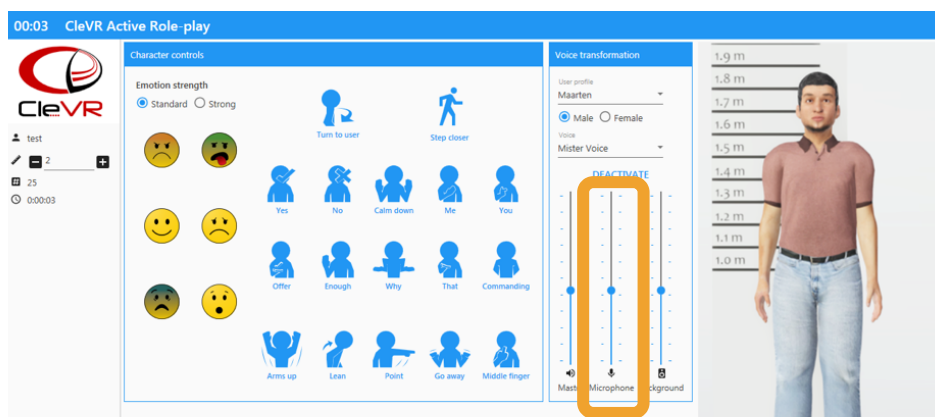 00:03 CleVR Active Role-play
CleVR
test
2
25
0:00:03
Character controls
Emotion strength
Standard Strong
Turn to user Step closer
Yes No Calm down Me You
Offer Enough Why That Commanding
Arms up Lean Point Go away Middle finger
Voice transformation
User profile
Maarten
Male Female
Voice
Mister Voice
DEACTIVATE
Microphone
1.9 m
1.8 m
1.7 m
1.6 m
1.5 m
1.4 m
1.3 m
1.2 m
1.1 m
1.0 m